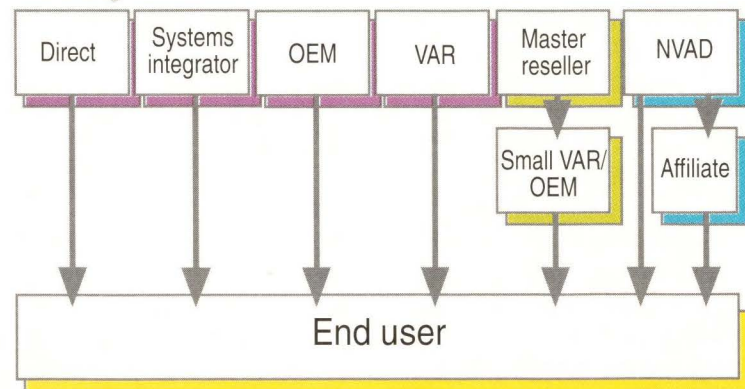 Direct
Systems
integrator
OEM
VAR
Master
reseller
NVAD
Small VAR/
OEM
Affiliate
End user